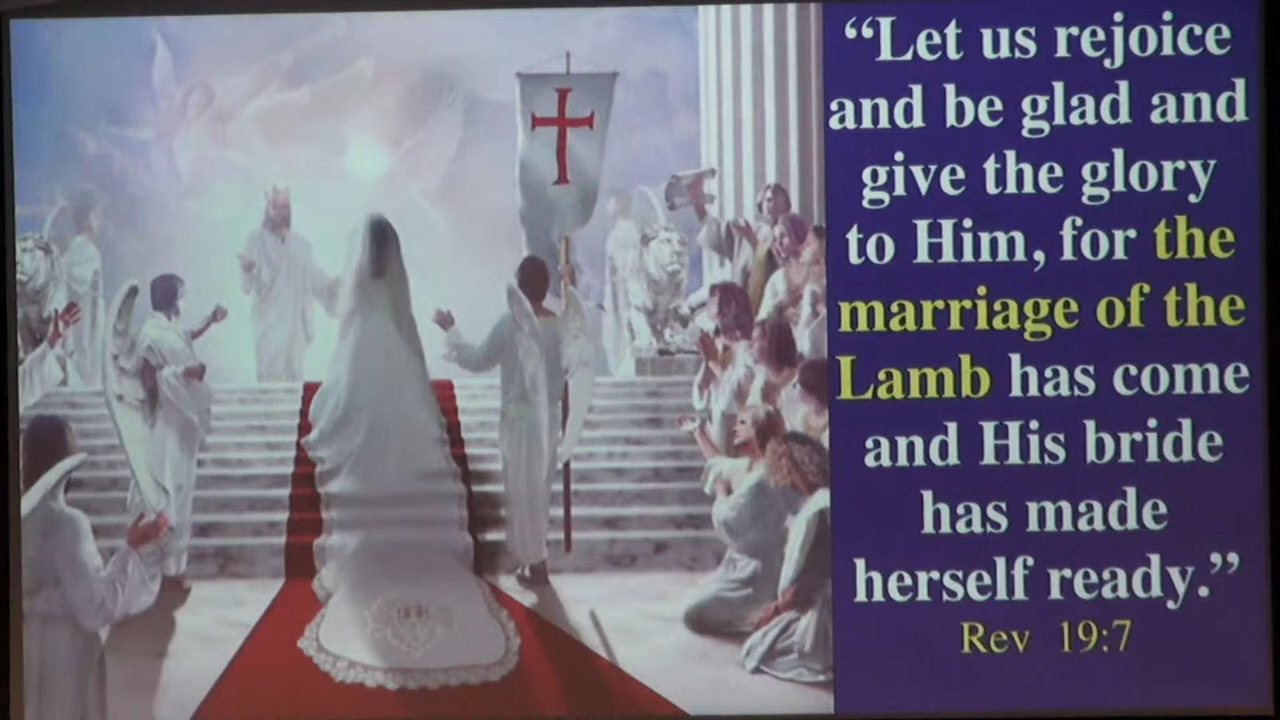 “Let us rejoice
and be glad and
give the glory
to Him, for the
marriage of the
Lamb has come
and His bride
has made
herself ready.”
Rev 19:7